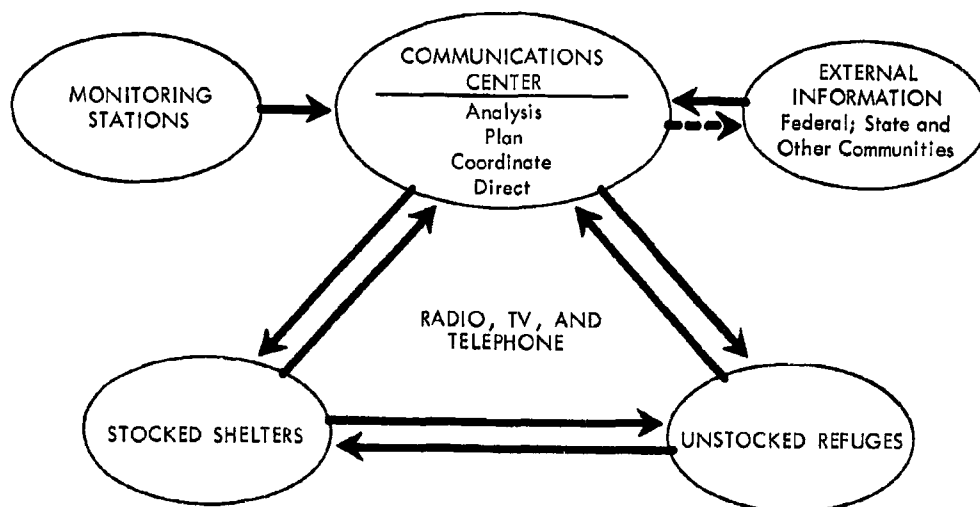 MONITORING
STATIONS
COMMUNICATIONS
CENTER
Analysis
Plan
Coordinate
Direct
EXTERNAL
INFORMATION
Federal; State and
Other Communities
RADIO, TV, AND
TELEPHONE
STOCKED SHELTERS
UNSTOCKED REFUGES